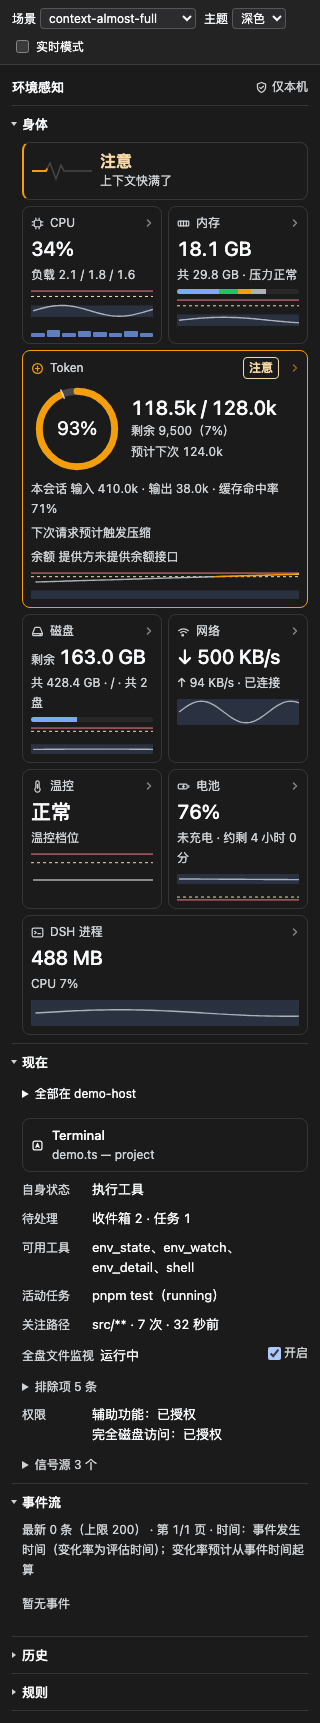 场景 context-almost-full 主题 深色
实时模式
环境感知 仅本机
身体
注意
上下文快满了
CPU
34%
负载 2.1 / 1.8 / 1.6
内存
18.1 GB
共 29.8 GB · 压力正常
Token 注意
93%
118.5k / 128.0k
剩余 9,500（7%）
预计下次 124.0k
本会话 输入 410.0k · 输出 38.0k · 缓存命中率
71%
下次请求预计触发压缩
余额 提供方未提供余额接口
磁盘
剩余 163.0 GB
共 428.4 GB · / · 共 2
盘
网络
↓ 500 KB/s
↑ 94 KB/s · 已连接
温控
正常
温控档位
电池
76%
未充电 · 约剩 4 小时 0
分
DSH 进程
488 MB
CPU 7%
现在
全部在 demo-host
Terminal
demo.ts — project
自身状态 执行工具
待处理 收件箱 2 · 任务 1
可用工具 env_state、env_watch、
env_detail、shell
活动任务 pnpm test（running）
关注路径 src/** · 7 次 · 32 秒前
全盘文件监视 运行中 开启
排除项 5 条
权限 辅助功能：已授权
完全磁盘访问：已授权
信号源 3 个
事件流
最新 0 条（上限 200） · 第 1/1 页 · 时间：事件发生
时间（变化率为评估时间）；变化率预计从事件时间起
算
暂无事件
历史
规则